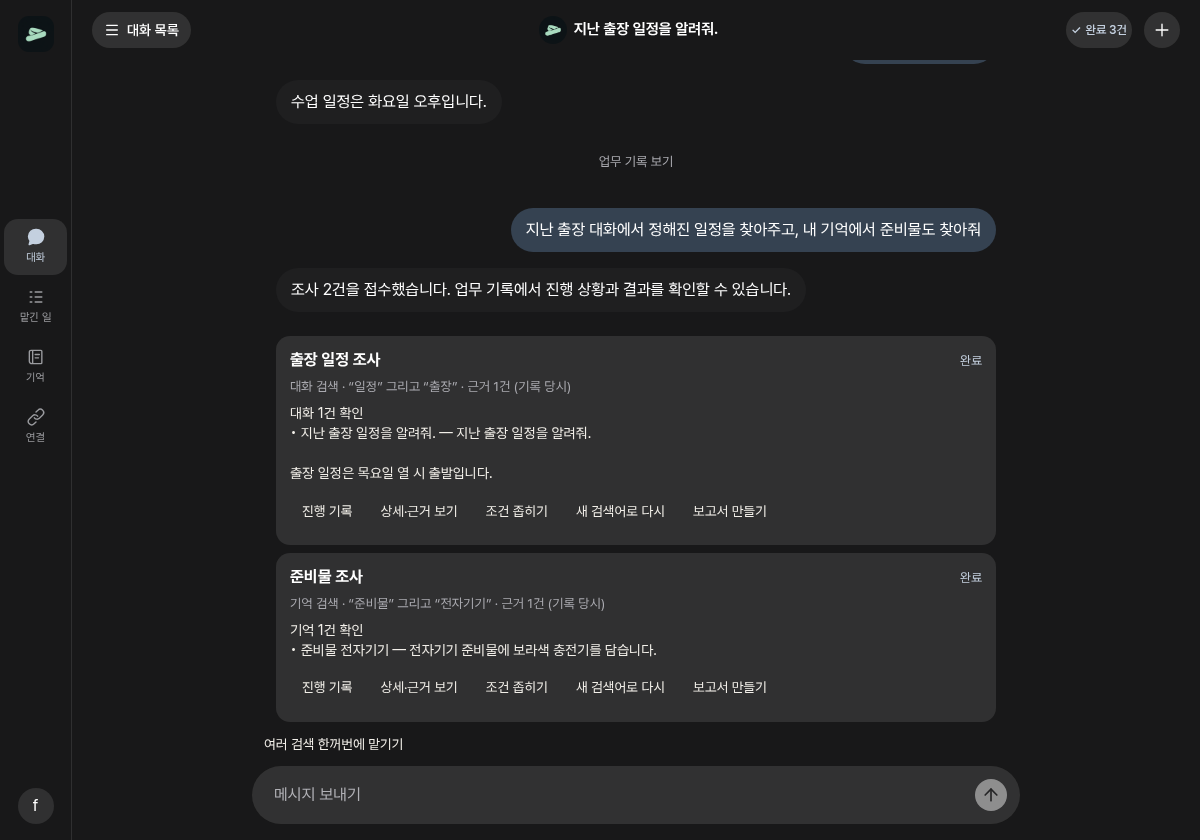 대화 목록
지난 출장 일정을 알려줘.
완료 3건
수업 일정은 화요일 오후입니다.
업무 기록 보기
지난 출장 대화에서 정해진 일정을 찾아주고, 내 기억에서 준비물도 찾아줘
조사 2건을 접수했습니다. 업무 기록에서 진행 상황과 결과를 확인할 수 있습니다.
대화
맡긴 일
기억
연결
출장 일정 조사
완료
대화 검색 · “일정” 그리고 “출장” · 근거 1건 (기록 당시)
대화 1건 확인
• 지난 출장 일정을 알려줘. — 지난 출장 일정을 알려줘.
출장 일정은 목요일 열 시 출발입니다.
진행 기록 상세·근거 보기 조건 좁히기 새 검색어로 다시 보고서 만들기
준비물 조사
완료
기억 검색 · “준비물” 그리고 “전자기기” · 근거 1건 (기록 당시)
기억 1건 확인
• 준비물 전자기기 — 전자기기 준비물에 보라색 충전기를 담습니다.
진행 기록 상세·근거 보기 조건 좁히기 새 검색어로 다시 보고서 만들기
여러 검색 한꺼번에 맡기기
메시지 보내기
f